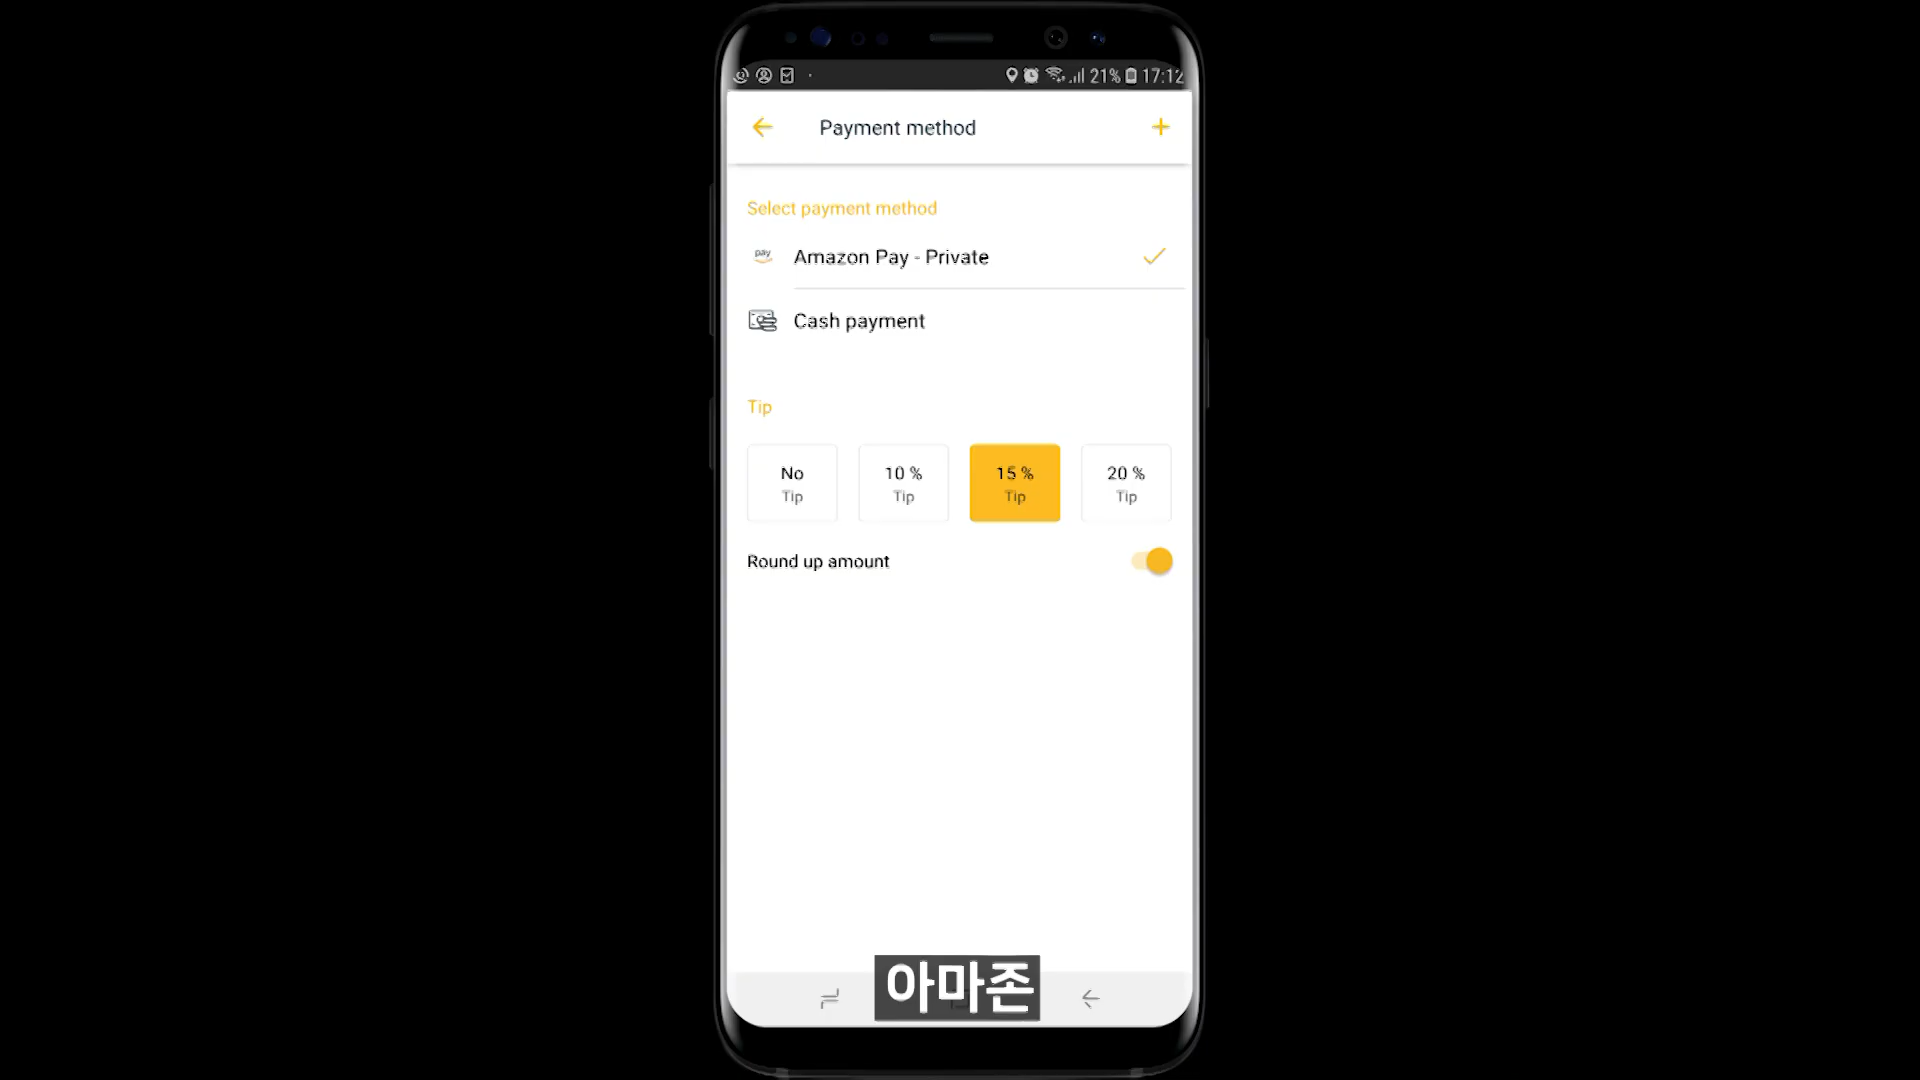 21% 17:12
Payment method
Select payment method
pay
Amazon Pay - Private
Cash payment
Tip
No
Tip
10 %
Tip
15 %
Tip
20 %
Tip
Round up amount
아마존